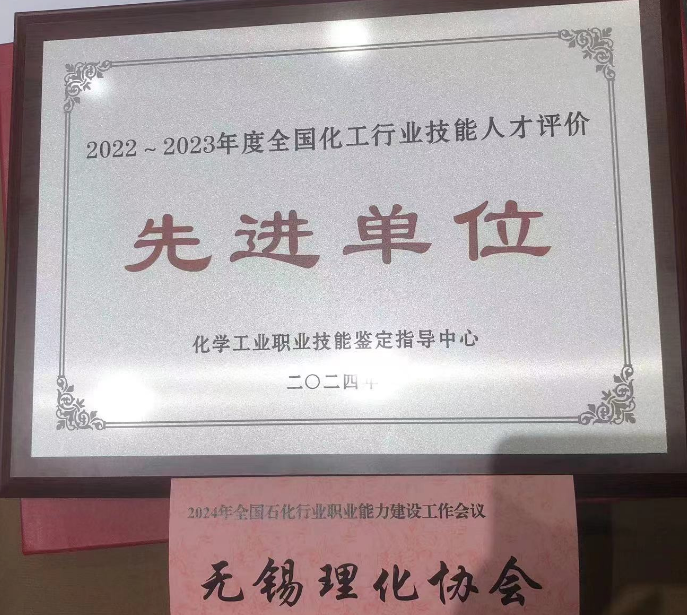 2022～2023年度全国化工行业技能人才评价
先进单位
化学工业职业技能鉴定指导中心
二〇二四年
2024年全国石化行业职业能力建设工作会议
无锡理化协会